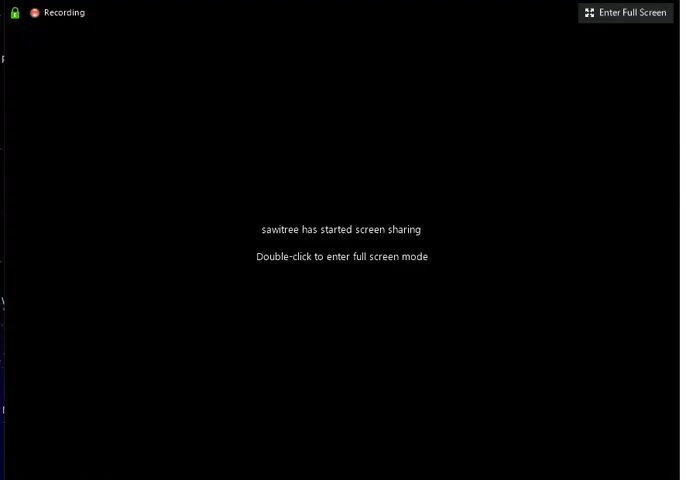 Recording
Enter Full Screen
sawitree has started screen sharing
Double-click to enter full screen mode